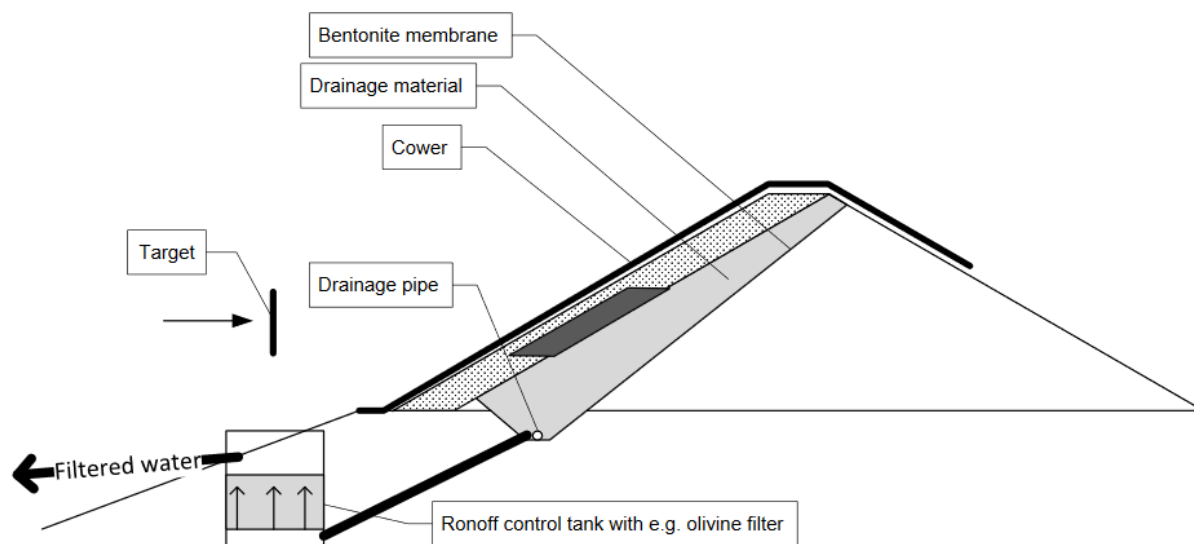 Bentonite membrane
Drainage material
Cower
Target
Drainage pipe
Filtered water
Ronoff control tank with e.g. olivine filter